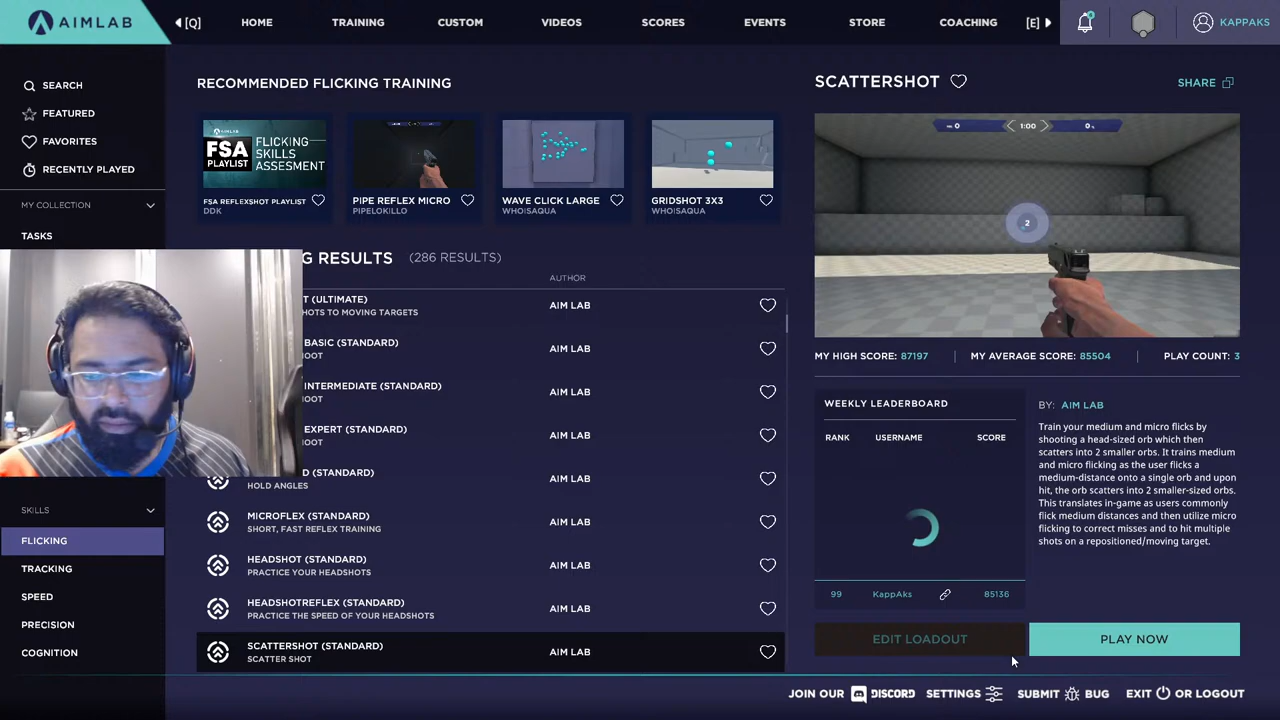 AIMLAB
[Q]
HOME
TRAINING
CUSTOM
VIDEOS
SCORES
EVENTS
STORE
COACHING
[E]
KAPPAKS
SEARCH
FEATURED
FAVORITES
RECENTLY PLAYED
MY COLLECTION
TASKS
SKILLS
FLICKING
TRACKING
SPEED
PRECISION
COGNITION
RECOMMENDED FLICKING TRAINING
FSA
PLAYLIST
FLICKING
SKILLS
ASSESMENT
FSA REFLEXSHOT PLAYLIST
DDK
PIPE REFLEX MICRO
PIPELOKILLO
WAVE CLICK LARGE
WHOISAQUA
GRIDSHOT 3X3
WHOISAQUA
G RESULTS (286 RESULTS)
AUTHOR
T (ULTIMATE)
HOTS TO MOVING TARGETS
AIM LAB
BASIC (STANDARD)
OOT
AIM LAB
INTERMEDIATE (STANDARD)
OOT
AIM LAB
EXPERT (STANDARD)
OOT
AIM LAB
D (STANDARD)
HOLD ANGLES
AIM LAB
MICROFLEX (STANDARD)
SHORT, FAST REFLEX TRAINING
AIM LAB
HEADSHOT (STANDARD)
PRACTICE YOUR HEADSHOTS
AIM LAB
HEADSHOTREFLEX (STANDARD)
PRACTICE THE SPEED OF YOUR HEADSHOTS
AIM LAB
SCATTERSHOT (STANDARD)
SCATTER SHOT
AIM LAB
SCATTERSHOT
SHARE
0
1:00
0
2
MY HIGH SCORE: 87197
MY AVERAGE SCORE: 85504
PLAY COUNT: 3
WEEKLY LEADERBOARD
RANK USERNAME SCORE
99 KappAks 85136
BY: AIM LAB
Train your medium and micro flicks by
shooting a head-sized orb which then
scatters into 2 smaller orbs. It trains medium
and micro flicking as the user flicks a
medium-distance onto a single orb and upon
hit, the orb scatters into 2 smaller-sized orbs.
This translates in-game as users commonly
flick medium distances and then utilize micro
flicking to correct misses and to hit multiple
shots on a repositioned/moving target.
EDIT LOADOUT
PLAY NOW
JOIN OUR DISCORD
SETTINGS
SUBMIT BUG
EXIT OR LOGOUT